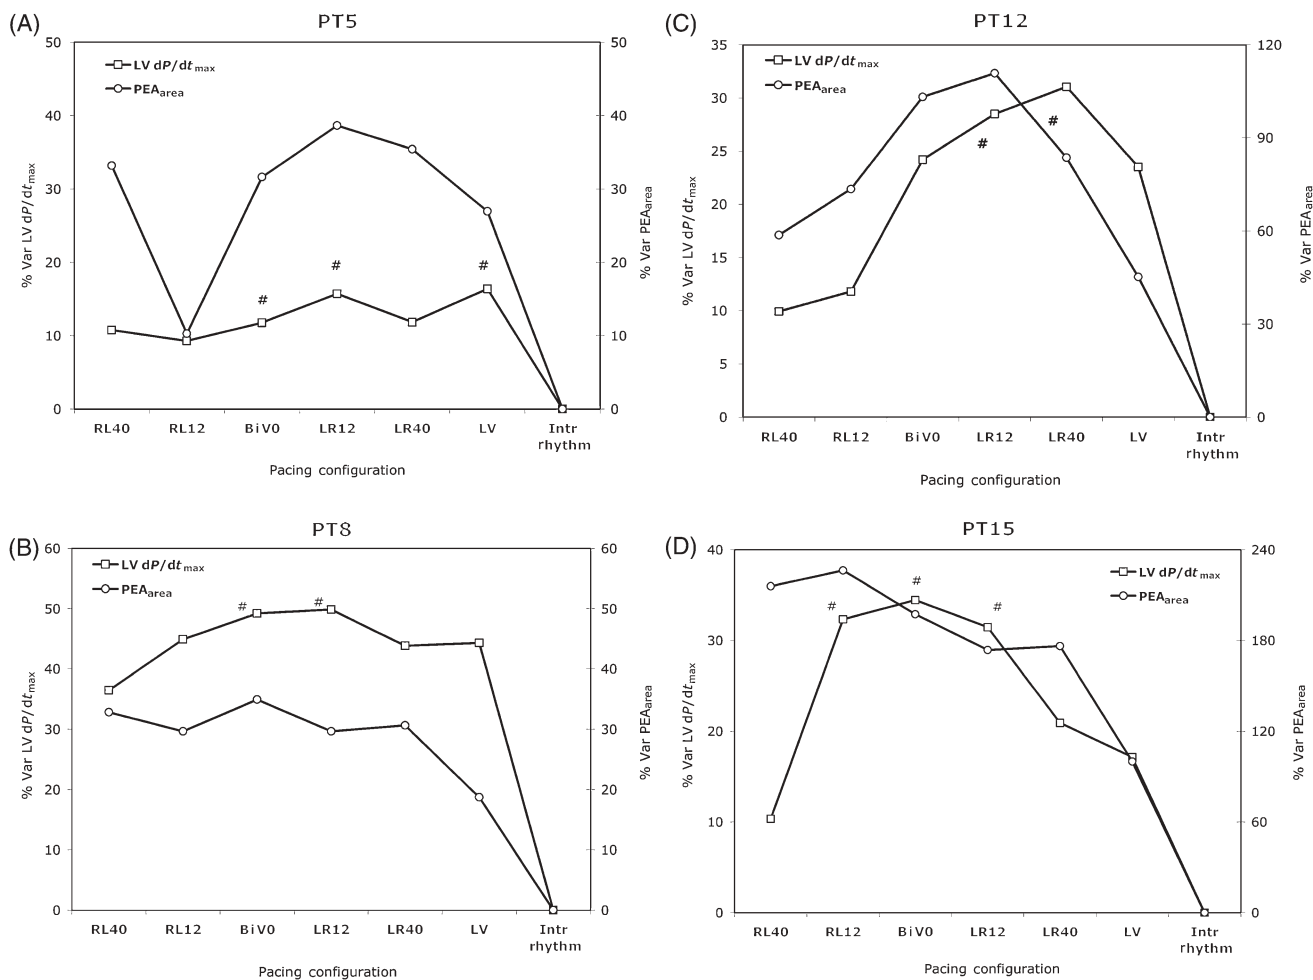 (A)
PT5
50
40
30
20
10
0
% Var LV dP/dtmax
LV dP/dtmax
PEAarea
#
#
#
50
40
30
20
10
0
% Var PEAarea
RL40 RL12 BiV0 LR12 LR40 LV Intr
rhythm
Pacing configuration
(C)
PT12
35
30
25
20
15
10
5
0
% Var LV dP/dtmax
LV dP/dtmax
PEAarea
#
#
120
90
60
30
0
% Var PEAarea
RL40 RL12 BiV0 LR12 LR40 LV Intr
rhythm
Pacing configuration
(B)
PT8
60
50
40
30
20
10
0
% Var LV dP/dtmax
LV dP/dtmax
PEAarea
#
#
60
50
40
30
20
10
0
% Var PEAarea
RL40 RL12 BiV0 LR12 LR40 LV Intr
rhythm
Pacing configuration
(D)
PT15
40
30
20
10
0
% Var LV dP/dtmax
LV dP/dtmax
PEAarea
#
#
#
240
180
120
60
0
% Var PEAarea
RL40 RL12 BiV0 LR12 LR40 LV Intr
rhythm
Pacing configuration